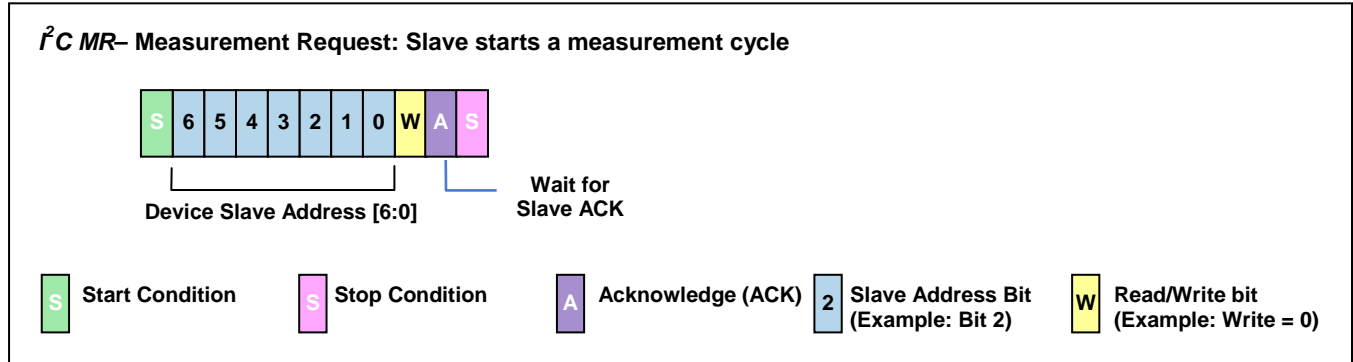 I²C MR– Measurement Request: Slave starts a measurement cycle
S 6 5 4 3 2 1 0 W A S
Device Slave Address [6:0]
Wait for
Slave ACK
S Start Condition
S Stop Condition
A Acknowledge (ACK)
2 Slave Address Bit
(Example: Bit 2)
W Read/Write bit
(Example: Write = 0)